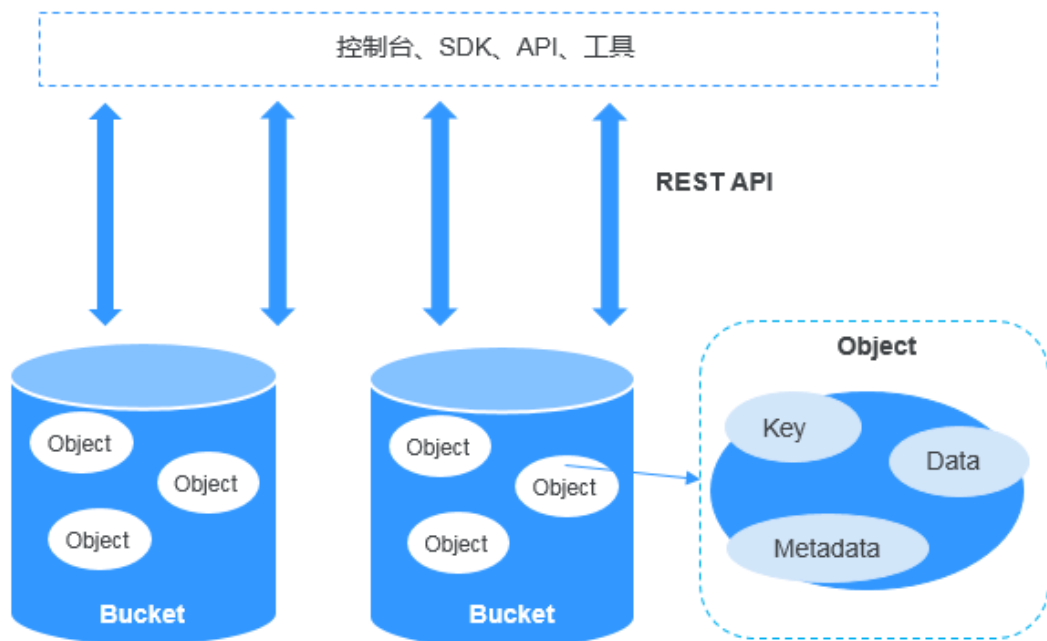 控制台、SDK、API、工具
REST API
Object
Object
Object
Bucket
Object
Object
Object
Bucket
Object
Key
Data
Metadata